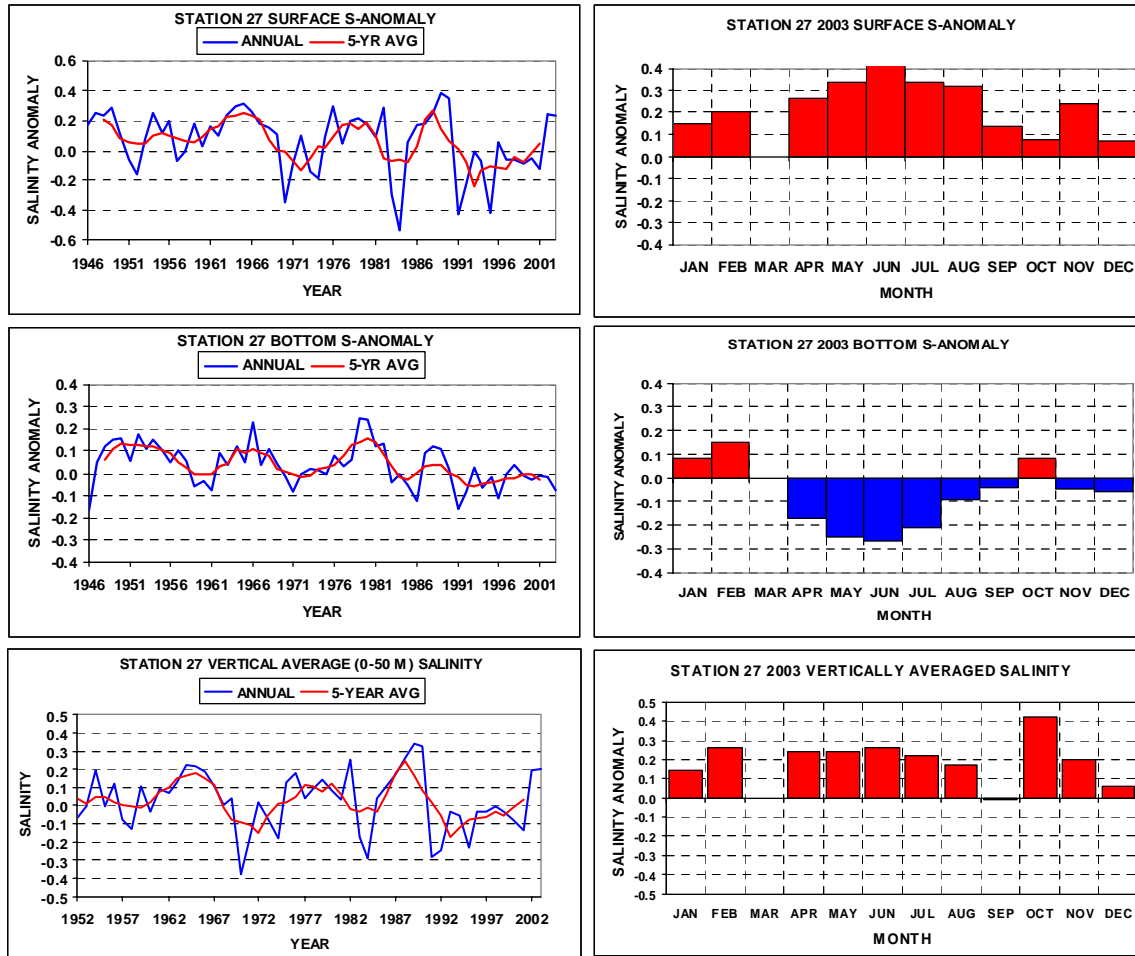 STATION 27 SURFACE S-ANOMALY
ANNUAL 5-YR AVG
SALINITY ANOMALY
0.6
0.4
0.2
0.0
-0.2
-0.4
-0.6
1946 1951 1956 1961 1966 1971 1976 1981 1986 1991 1996 2001
YEAR
STATION 27 2003 SURFACE S-ANOMALY
SALINITY ANOMALY
0.4
0.3
0.2
0.1
0.0
-0.1
-0.2
-0.3
-0.4
JAN FEB MAR APR MAY JUN JUL AUG SEP OCT NOV DEC
MONTH
STATION 27 BOTTOM S-ANOMALY
ANNUAL 5-YR AVG
SALINITY ANOMALY
0.4
0.3
0.2
0.1
0.0
-0.1
-0.2
-0.3
-0.4
1946 1951 1956 1961 1966 1971 1976 1981 1986 1991 1996 2001
YEAR
STATION 27 2003 BOTTOM S-ANOMALY
SALINITY ANOMALY
0.4
0.3
0.2
0.1
0.0
-0.1
-0.2
-0.3
-0.4
JAN FEB MAR APR MAY JUN JUL AUG SEP OCT NOV DEC
MONTH
STATION 27 VERTICAL AVERAGE (0-50 M) SALINITY
ANNUAL 5-YEAR AVG
SALINITY
0.5
0.4
0.3
0.2
0.1
0.0
-0.1
-0.2
-0.3
-0.4
-0.5
1952 1957 1962 1967 1972 1977 1982 1987 1992 1997 2002
YEAR
STATION 27 2003 VERTICALLY AVERAGED SALINITY
SALINITY ANOMALY
0.5
0.4
0.3
0.2
0.1
0.0
-0.1
-0.2
-0.3
-0.4
-0.5
JAN FEB MAR APR MAY JUN JUL AUG SEP OCT NOV DEC
MONTH